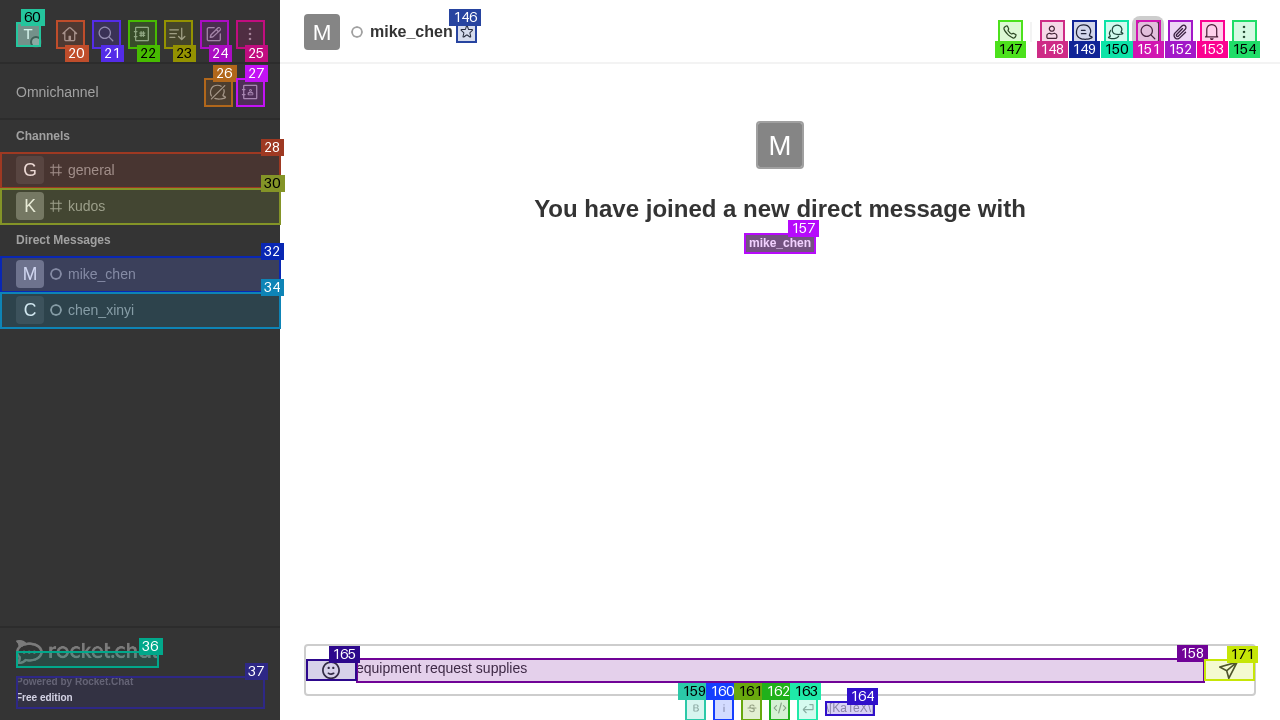 60
T
20
21
22
23
24
25
M
mike_chen
146
147
148
149
150
151
152
153
154
Omnichannel
26
27
Channels
28
G general
30
K kudos
Direct Messages
32
M mike_chen
34
C chen_xinyi
M
You have joined a new direct message with
157
mike_chen
36
rocket.chat
37
Powered by Rocket.Chat
Free edition
165
equipment request supplies
158
171
159
160
161
162
163
164
B
i
S
</>
\(KaTeX\)